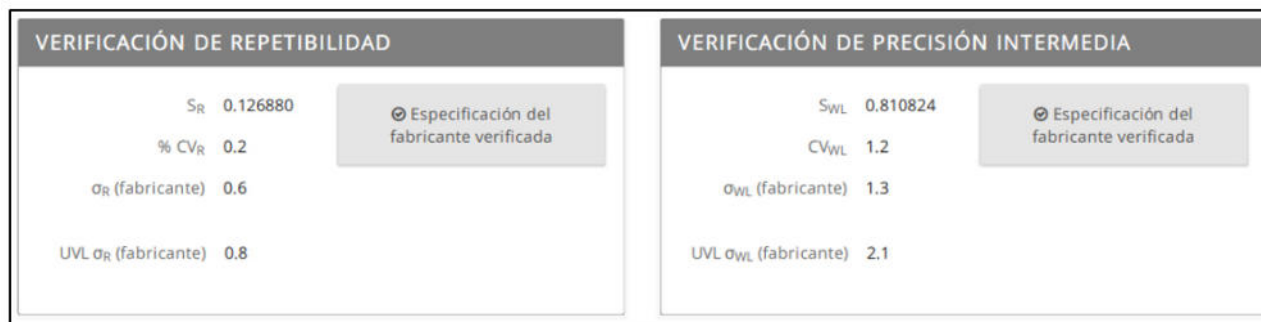 VERIFICACIÓN DE REPETIBILIDAD
SR 0.126880
% CVR 0.2
σR (fabricante) 0.6
UVL σR (fabricante) 0.8
Especificación del
fabricante verificada
VERIFICACIÓN DE PRECISIÓN INTERMEDIA
SWL 0.810824
CVWL 1.2
σWL (fabricante) 1.3
UVL σWL (fabricante) 2.1
Especificación del
fabricante verificada